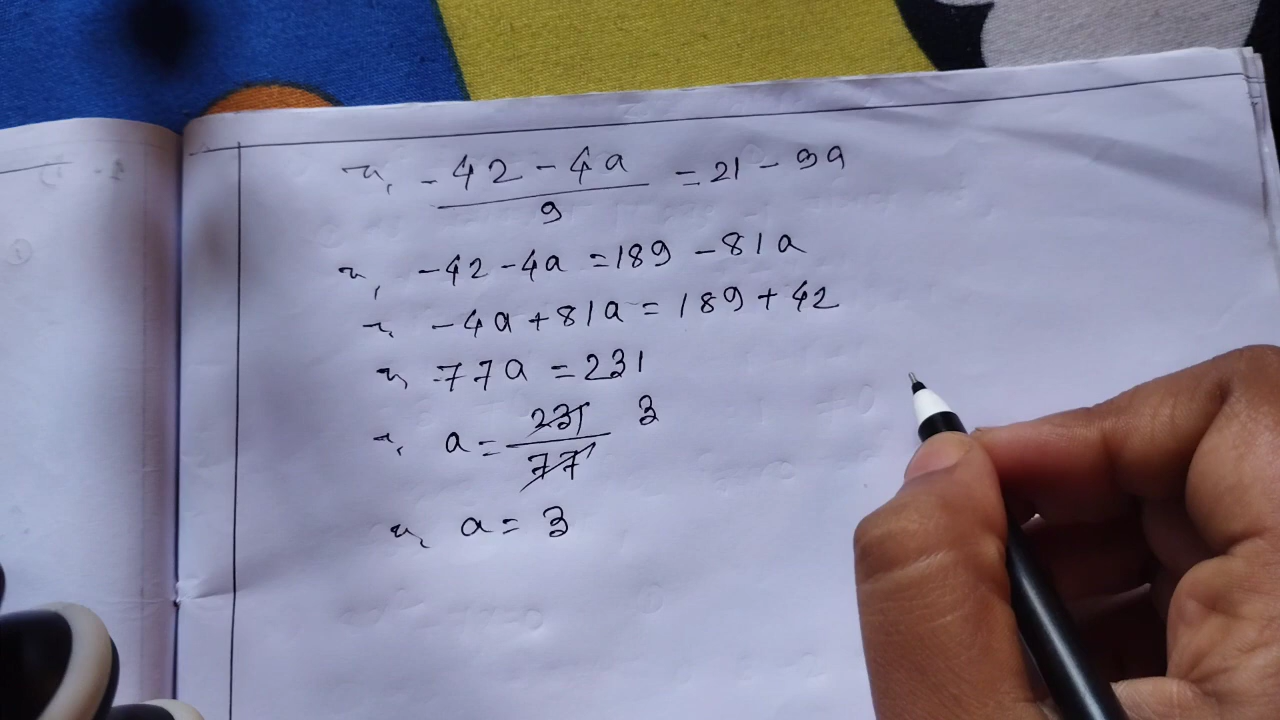 -42 - 4a / 9 = 21 - 9a
-42 - 4a = 189 - 81a
-4a + 81a = 189 + 42
77a = 231
a = 231 / 77 3
a = 3